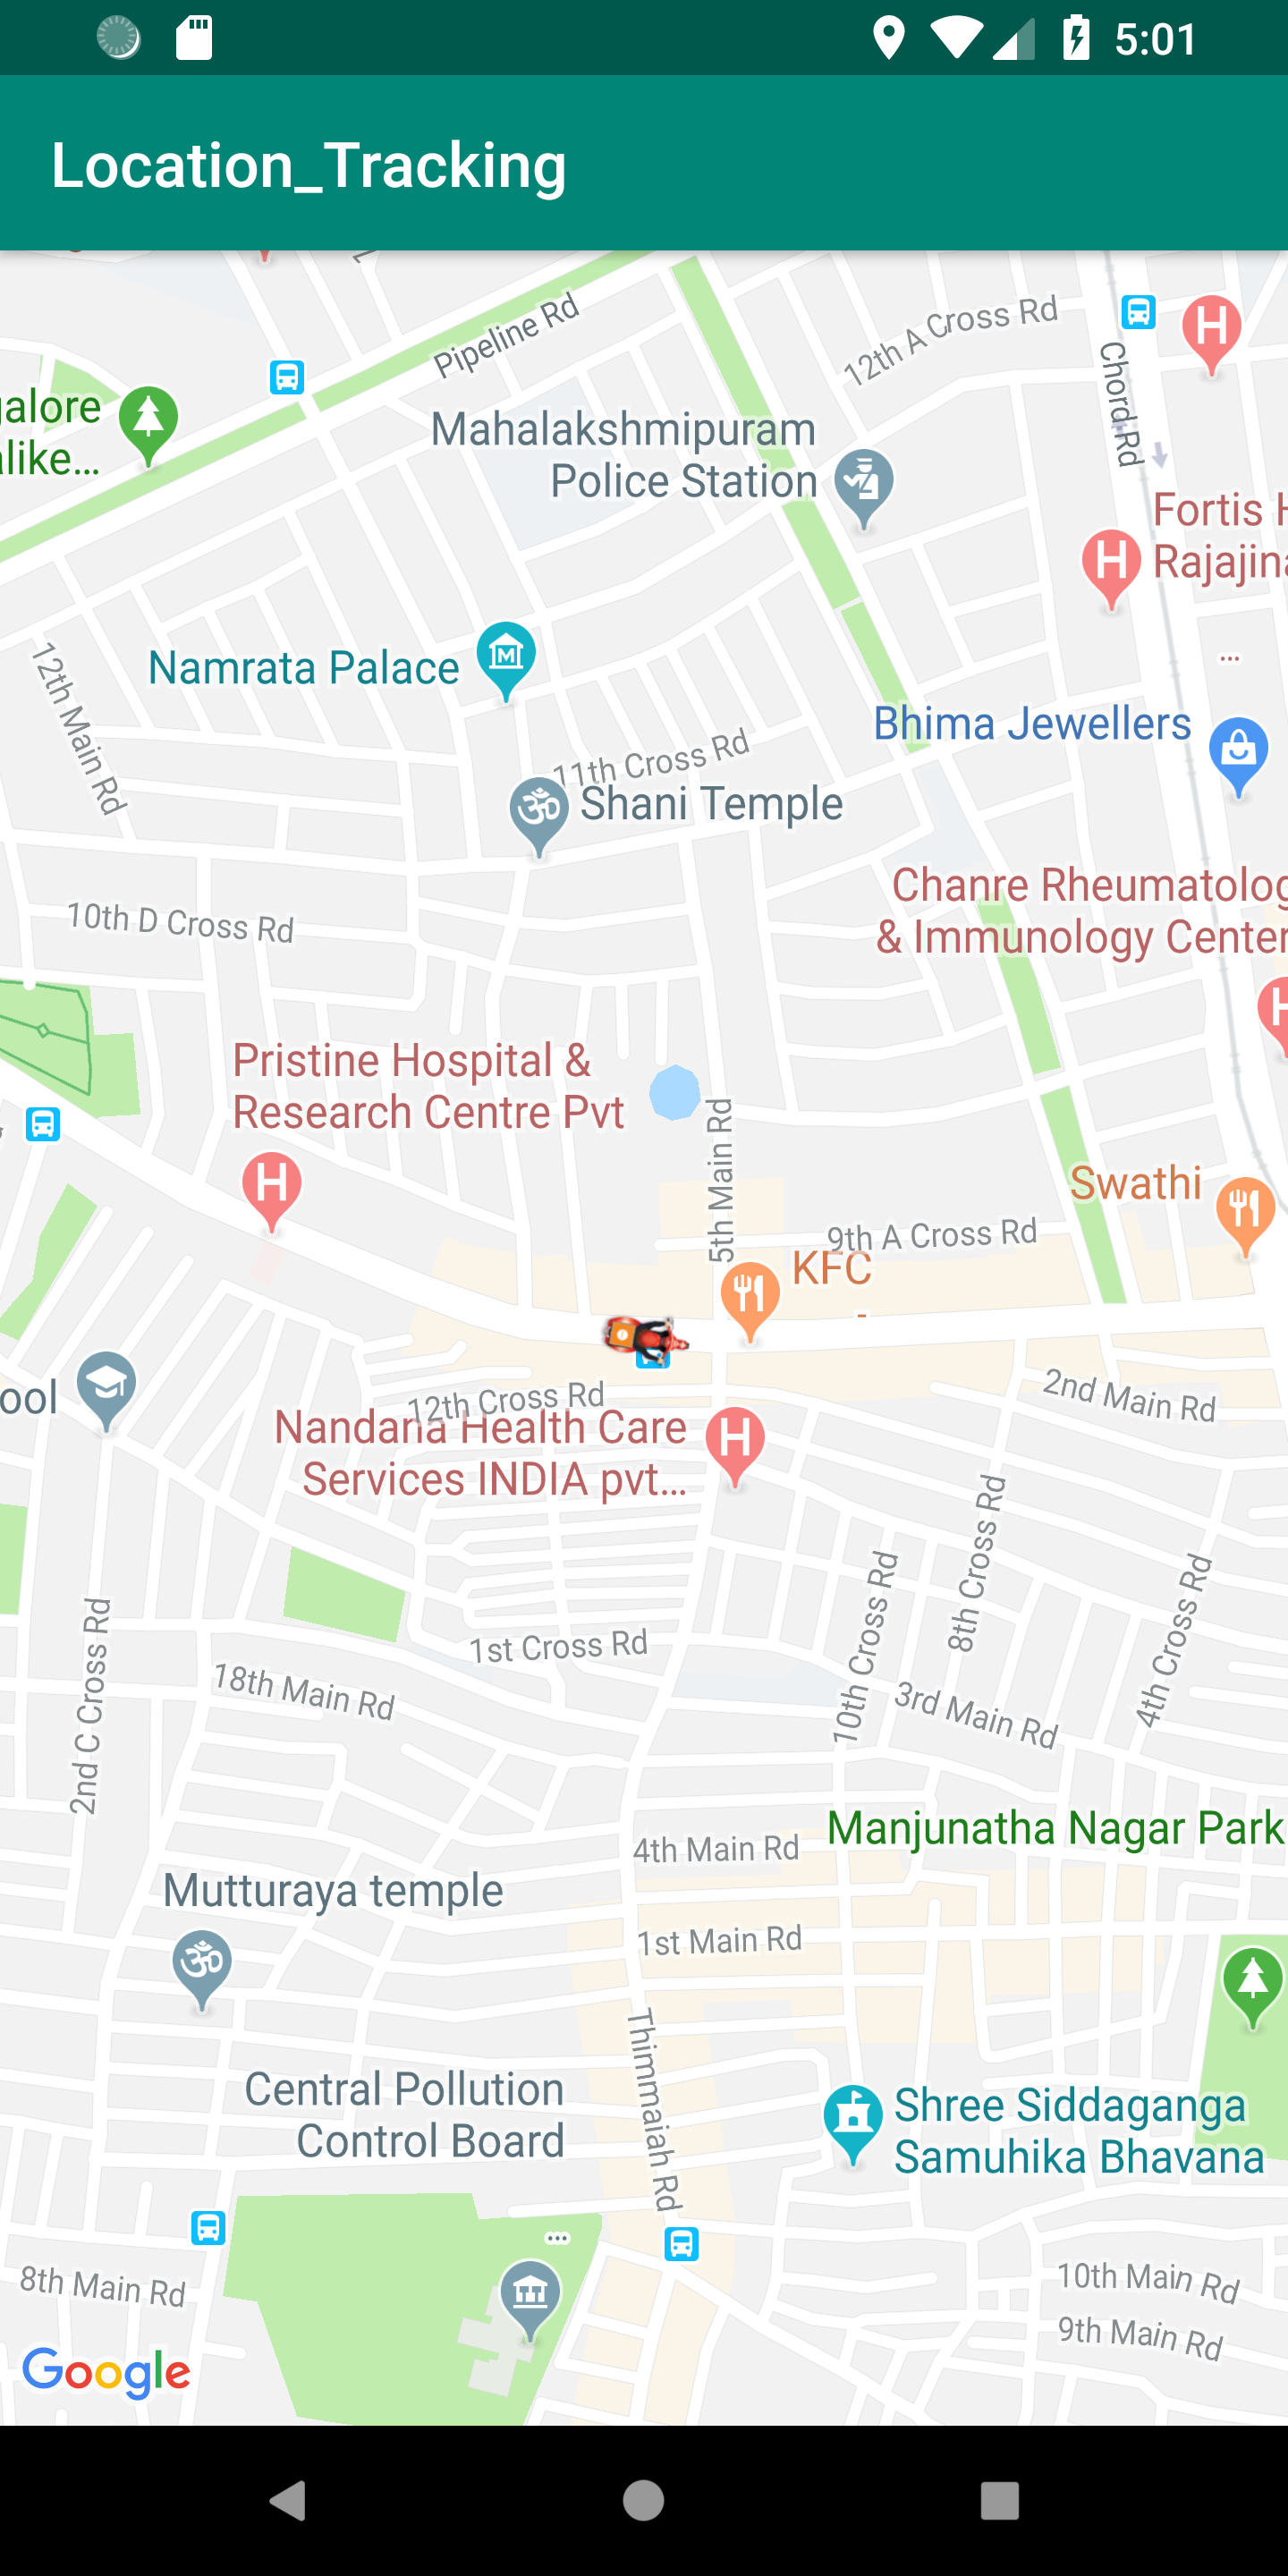 5:01
Location_Tracking
Pipeline Rd
12th A Cross Rd
Chord Rd
galore
alike...
Mahalakshmipuram
Police Station
Fortis H
Rajajina
...
Namrata Palace
12th Main Rd
Bhima Jewellers
11th Cross Rd
Shani Temple
Chanre Rheumatolog
& Immunology Center
10th D Cross Rd
Pristine Hospital &
Research Centre Pvt
5th Main Rd
Swathi
9th A Cross Rd
KFC
2nd Main Rd
ool
12th Cross Rd
Nandana Health Care
Services INDIA pvt...
8th Cross Rd
10th Cross Rd
4th Cross Rd
2nd C Cross Rd
1st Cross Rd
18th Main Rd
3rd Main Rd
Manjunatha Nagar Park
4th Main Rd
Mutturaya temple
1st Main Rd
Thimmaiah Rd
Central Pollution
Control Board
Shree Siddaganga
Samuhika Bhavana
...
8th Main Rd
10th Main Rd
9th Main Rd
Google